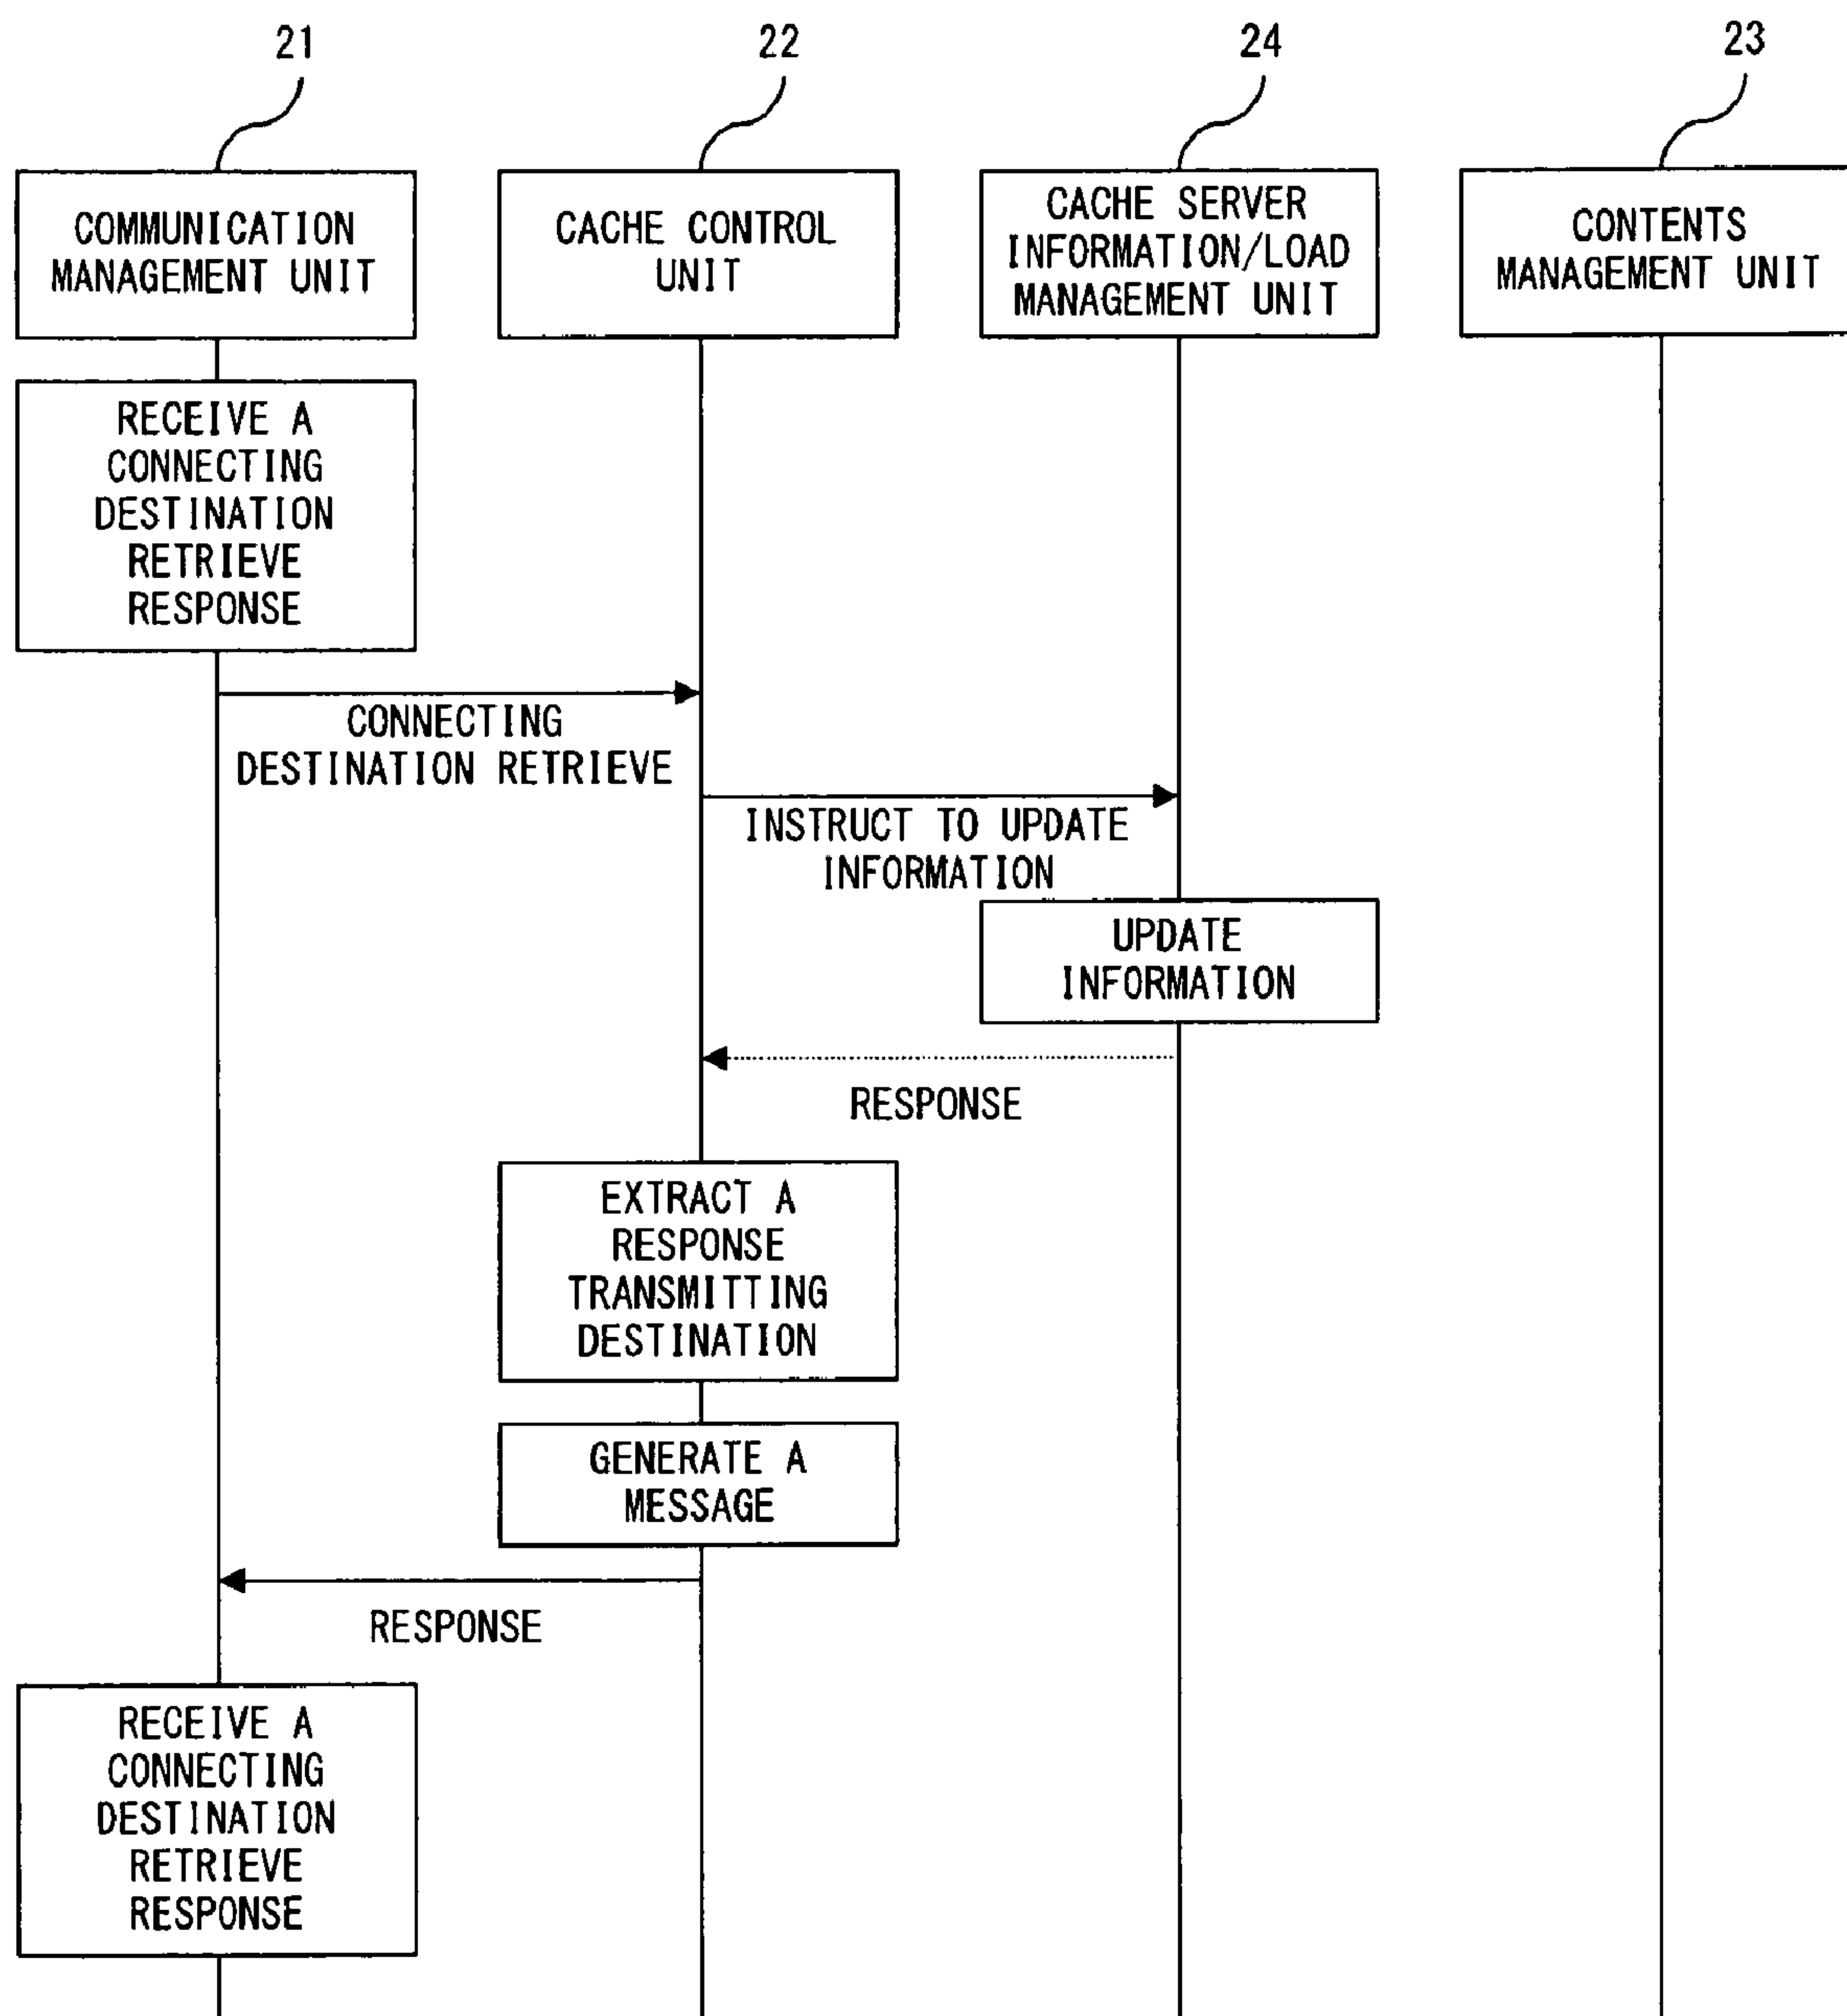 21
22
24
23
COMMUNICATION
MANAGEMENT UNIT
CACHE CONTROL
UNIT
CACHE SERVER
INFORMATION/LOAD
MANAGEMENT UNIT
CONTENTS
MANAGEMENT UNIT
RECEIVE A
CONNECTING
DESTINATION
RETRIEVE
RESPONSE
CONNECTING
DESTINATION RETRIEVE
INSTRUCT TO UPDATE
INFORMATION
UPDATE
INFORMATION
RESPONSE
EXTRACT A
RESPONSE
TRANSMITTING
DESTINATION
GENERATE A
MESSAGE
RESPONSE
RECEIVE A
CONNECTING
DESTINATION
RETRIEVE
RESPONSE